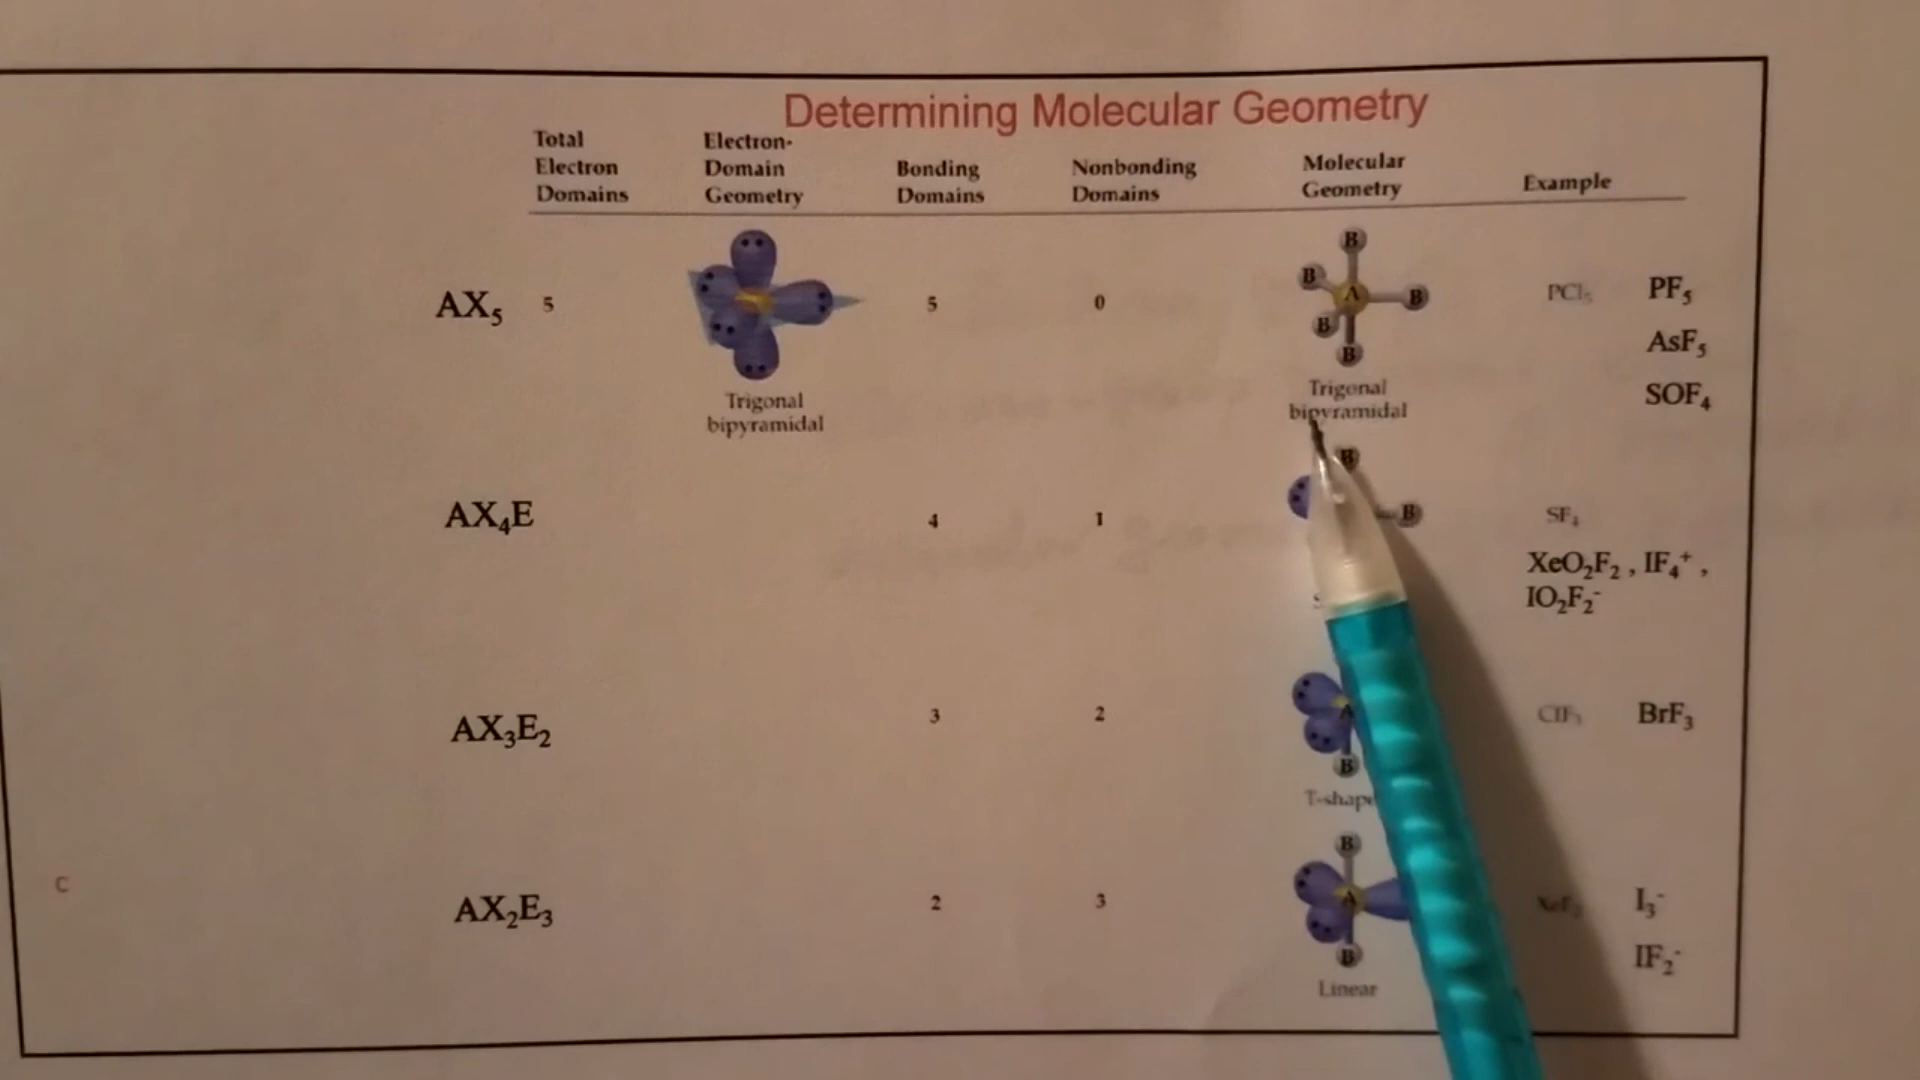 Determining Molecular Geometry
Total Electron Domains
Electron-Domain Geometry
Bonding Domains
Nonbonding Domains
Molecular Geometry
Example
AX₅
5
Trigonal bipyramidal
5
0
B
B
A
B
B
B
Trigonal bipyramidal
PCl₅
PF₅
AsF₅
SOF₄
AX₄E
4
1
B
B
SF₄
XeO₂F₂ , IF₄⁺ ,
IO₂F₂⁻
AX₃E₂
3
2
A
B
ClF₃
BrF₃
AX₂E₃
2
3
B
A
B
Linear
XeF₂
I₃⁻
IF₂⁻
C